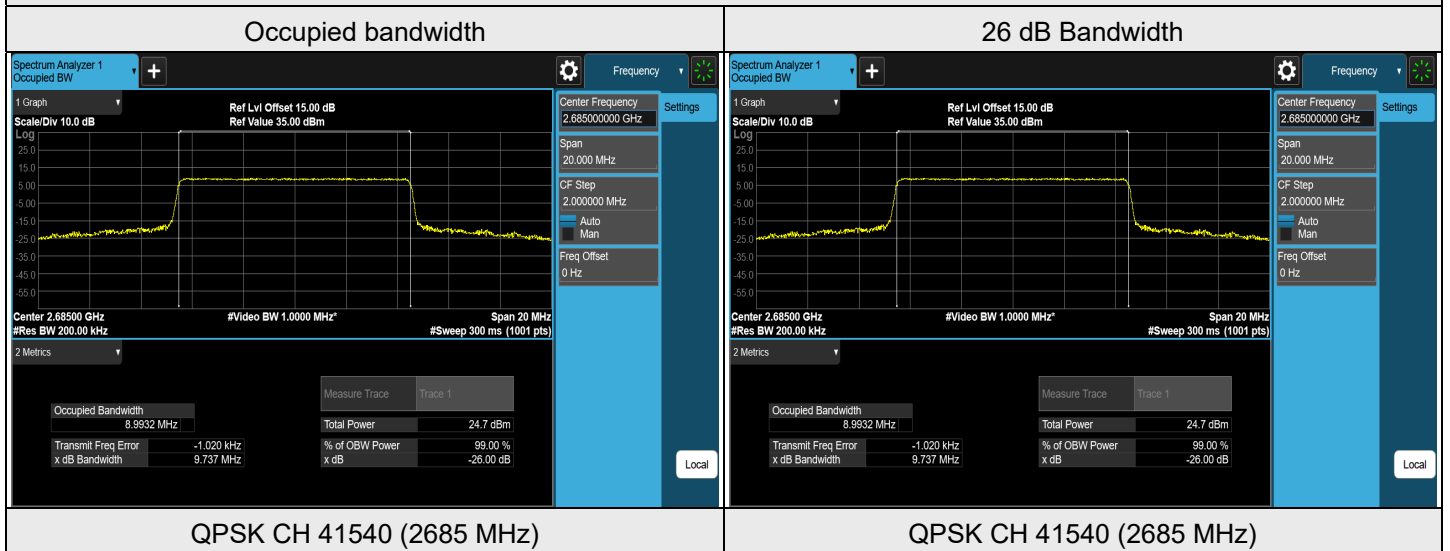 Occupied bandwidth
26 dB Bandwidth
Spectrum Analyzer 1
Occupied BW
+
Frequency
1 Graph
Ref Lvl Offset 15.00 dB
Scale/Div 10.0 dB
Ref Value 35.00 dBm
Log
25.0
15.0
5.00
-5.00
-15.0
-25.0
-35.0
-45.0
-55.0
Center 2.68500 GHz
#Video BW 1.0000 MHz*
Span 20 MHz
#Res BW 200.00 kHz
#Sweep 300 ms (1001 pts)
Center Frequency
2.685000000 GHz
Settings
Span
20.000 MHz
CF Step
2.000000 MHz
Auto
Man
Freq Offset
0 Hz
2 Metrics
Measure Trace Trace 1
Occupied Bandwidth
8.9932 MHz
Total Power 24.7 dBm
Transmit Freq Error -1.020 kHz
% of OBW Power 99.00 %
x dB Bandwidth 9.737 MHz
x dB -26.00 dB
Local
Spectrum Analyzer 1
Occupied BW
+
Frequency
1 Graph
Ref Lvl Offset 15.00 dB
Scale/Div 10.0 dB
Ref Value 35.00 dBm
Log
25.0
15.0
5.00
-5.00
-15.0
-25.0
-35.0
-45.0
-55.0
Center 2.68500 GHz
#Video BW 1.0000 MHz*
Span 20 MHz
#Res BW 200.00 kHz
#Sweep 300 ms (1001 pts)
Center Frequency
2.685000000 GHz
Settings
Span
20.000 MHz
CF Step
2.000000 MHz
Auto
Man
Freq Offset
0 Hz
2 Metrics
Measure Trace Trace 1
Occupied Bandwidth
8.9932 MHz
Total Power 24.7 dBm
Transmit Freq Error -1.020 kHz
% of OBW Power 99.00 %
x dB Bandwidth 9.737 MHz
x dB -26.00 dB
Local
QPSK CH 41540 (2685 MHz)
QPSK CH 41540 (2685 MHz)